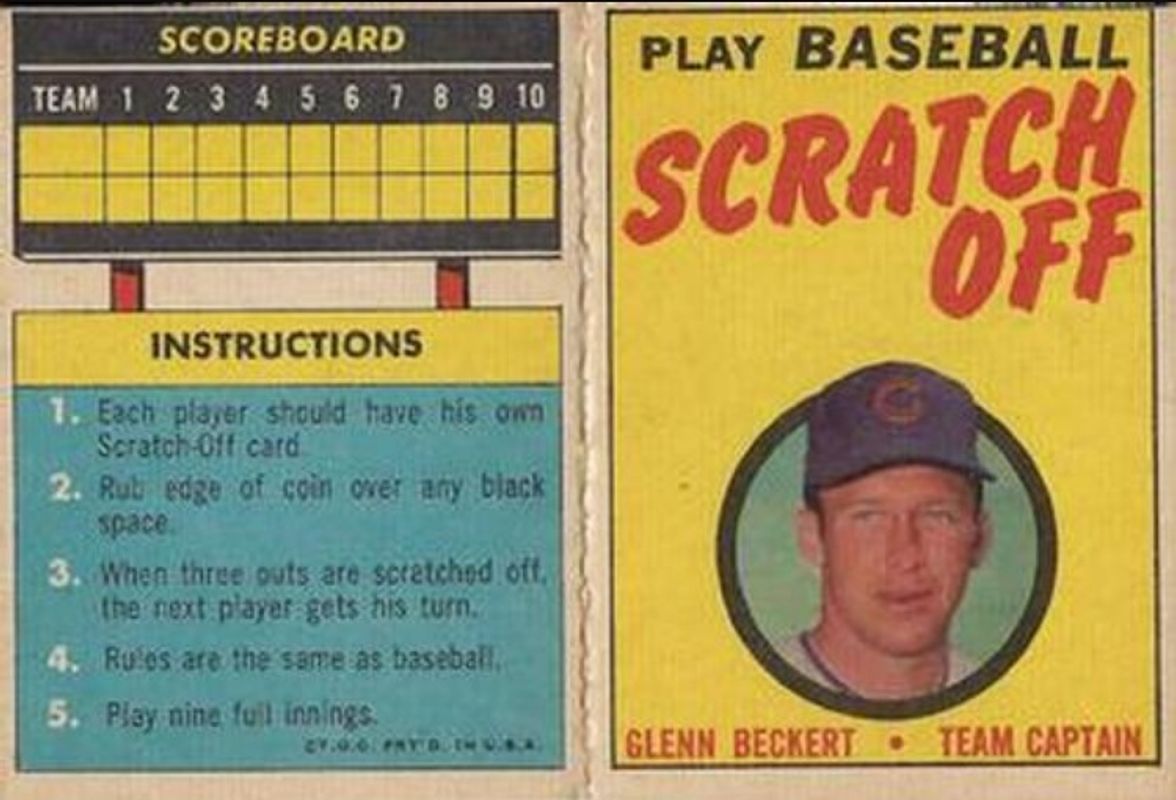 SCOREBOARD
TEAM 1 2 3 4 5 6 7 8 9 10
INSTRUCTIONS
1. Each player should have his own
Scratch-Off card.
2. Rub edge of coin over any black
space.
3. When three outs are scratched off,
the next player gets his turn.
4. Rules are the same as baseball.
5. Play nine full innings.
©T.C.G. PRT'D. IN U.S.A.
PLAY BASEBALL
SCRATCH
OFF
C
GLENN BECKERT • TEAM CAPTAIN